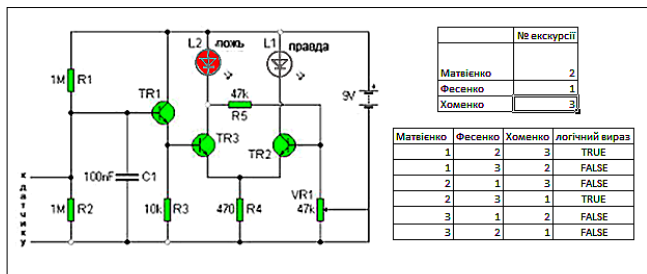 L2 ложь
L1 правда
1M R1
TR1
47k
R5
9V
TR3
TR2
к датчику
100nF C1
1M R2
10k R3
470 R4
VR1
47k
№ екскурсії
Матвієнко 2
Фесенко 1
Хоменко 3
Матвієнко Фесенко Хоменко логічний вираз
1 2 3 TRUE
1 3 2 FALSE
2 1 3 FALSE
2 3 1 TRUE
3 1 2 FALSE
3 2 1 FALSE